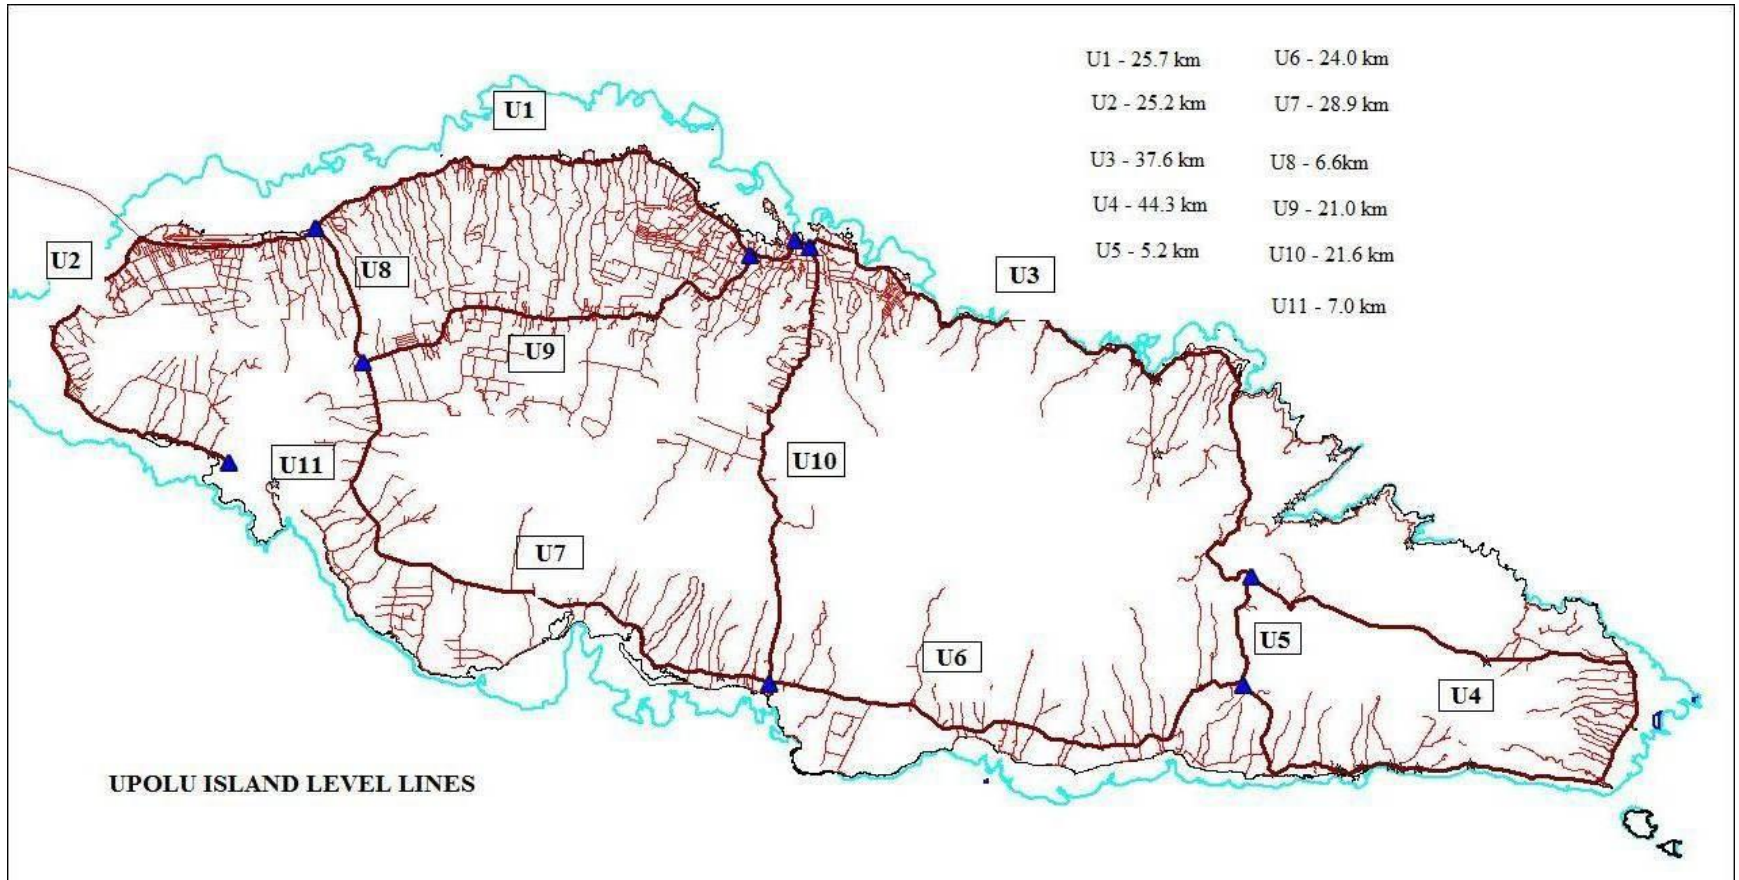 U1 - 25.7 km
U6 - 24.0 km
U2 - 25.2 km
U7 - 28.9 km
U3 - 37.6 km
U8 - 6.6km
U4 - 44.3 km
U9 - 21.0 km
U5 - 5.2 km
U10 - 21.6 km
U11 - 7.0 km
U1
U2
U8
U3
U9
U11
U10
U7
U6
U5
U4
UPOLU ISLAND LEVEL LINES